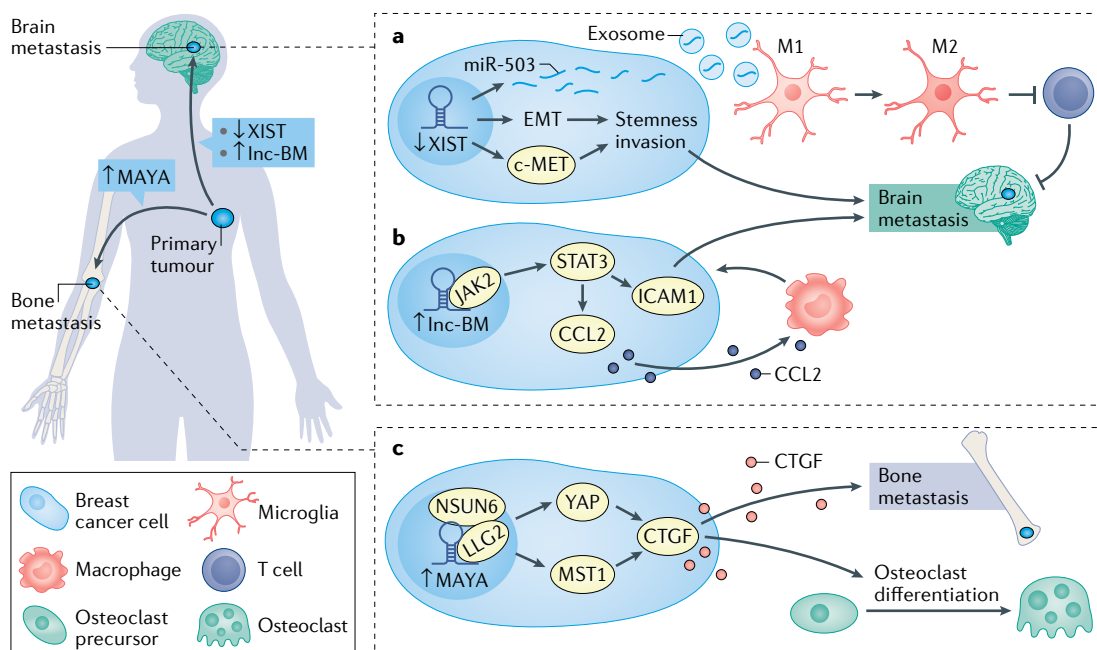 Brain
metastasis
↓XIST
↑lnc-BM
↑MAYA
Primary
tumour
Bone
metastasis
a
Exosome
miR-503
M1
M2
↓XIST
EMT
c-MET
Stemness
invasion
Brain
metastasis
b
JAK2
↑lnc-BM
STAT3
ICAM1
CCL2
CCL2
c
NSUN6
LLG2
↑MAYA
YAP
MST1
CTGF
CTGF
Bone
metastasis
Osteoclast
differentiation
Breast
cancer cell
Microglia
Macrophage
T cell
Osteoclast
precursor
Osteoclast